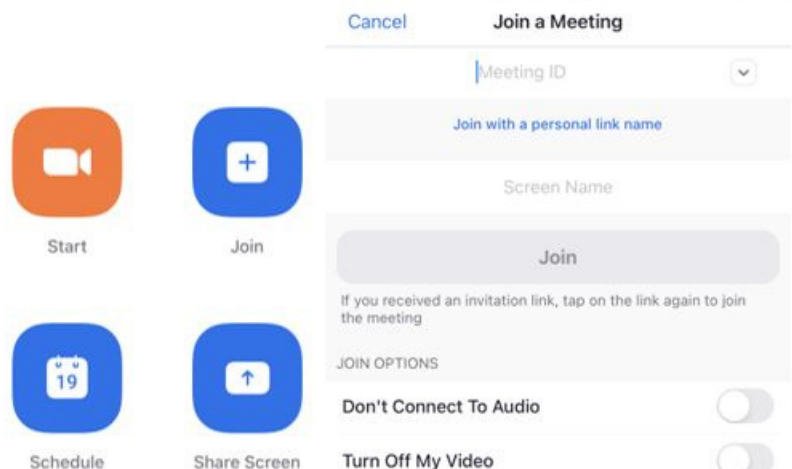 Start
Join
19
Schedule
Share Screen
Cancel
Join a Meeting
Meeting ID
Join with a personal link name
Screen Name
Join
If you received an invitation link, tap on the link again to join
the meeting
JOIN OPTIONS
Don't Connect To Audio
Turn Off My Video